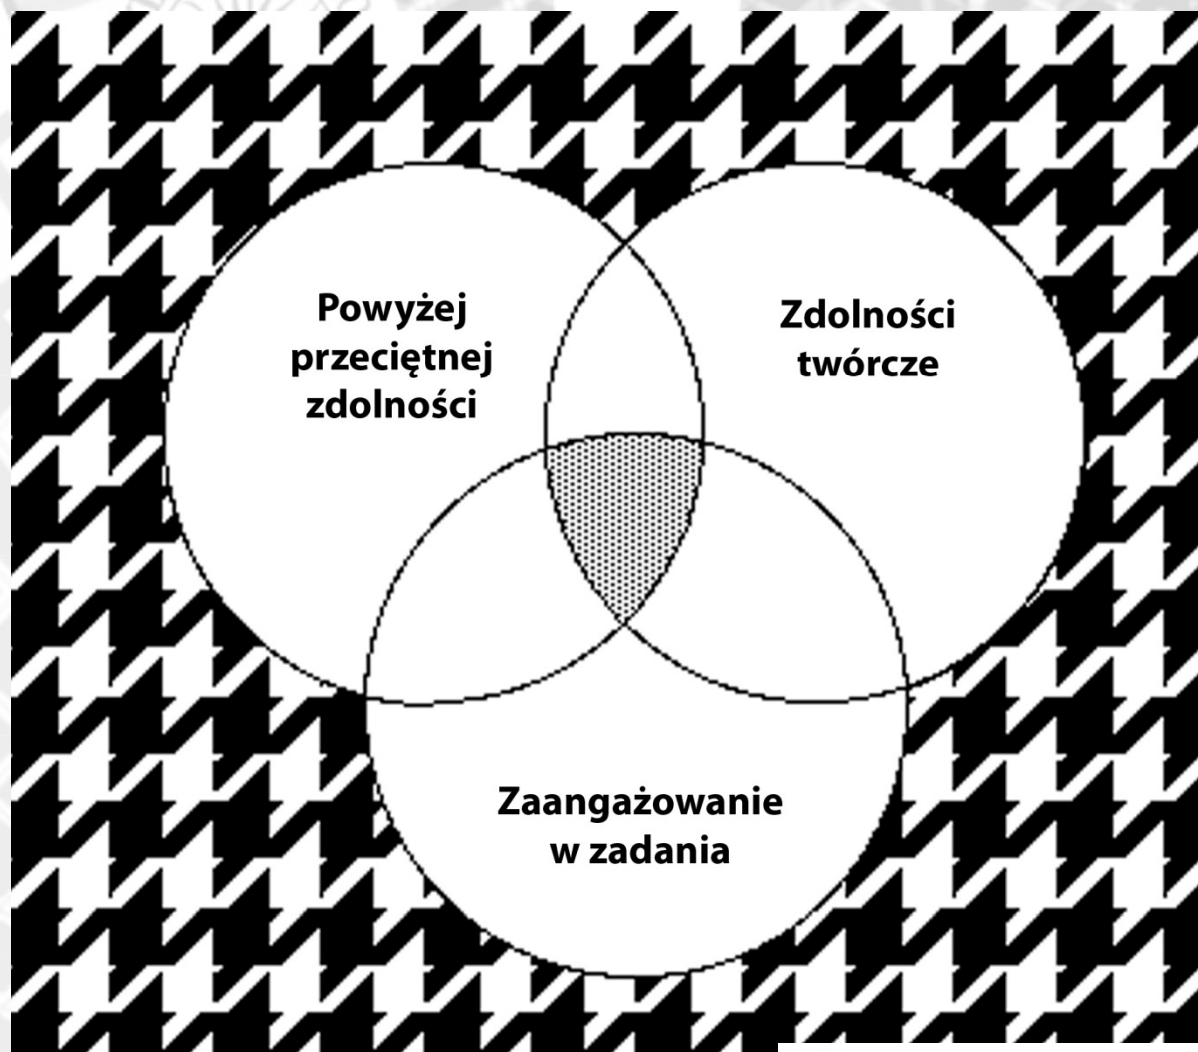 Powyżej
przeciętnej
zdolności
Zdolności
twórcze
Zaangażowanie
w zadania